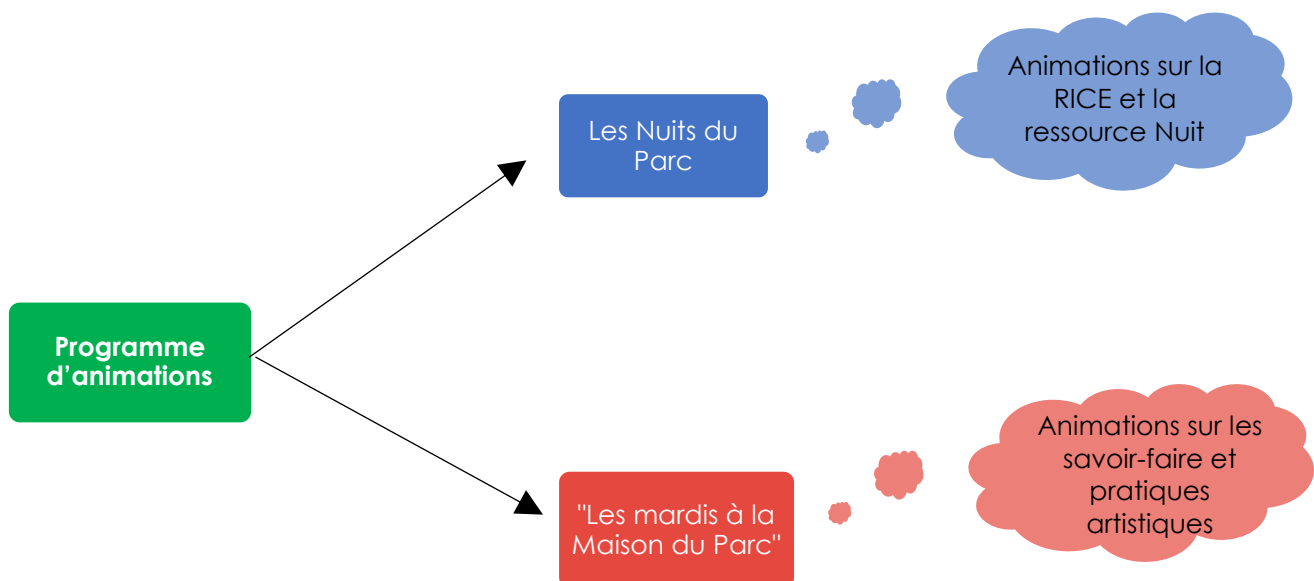 Animations sur la
RICE et la
ressource Nuit
Les Nuits du
Parc
Programme
d’animations
Animations sur les
savoir-faire et
pratiques
artistiques
"Les mardis à la
Maison du Parc"